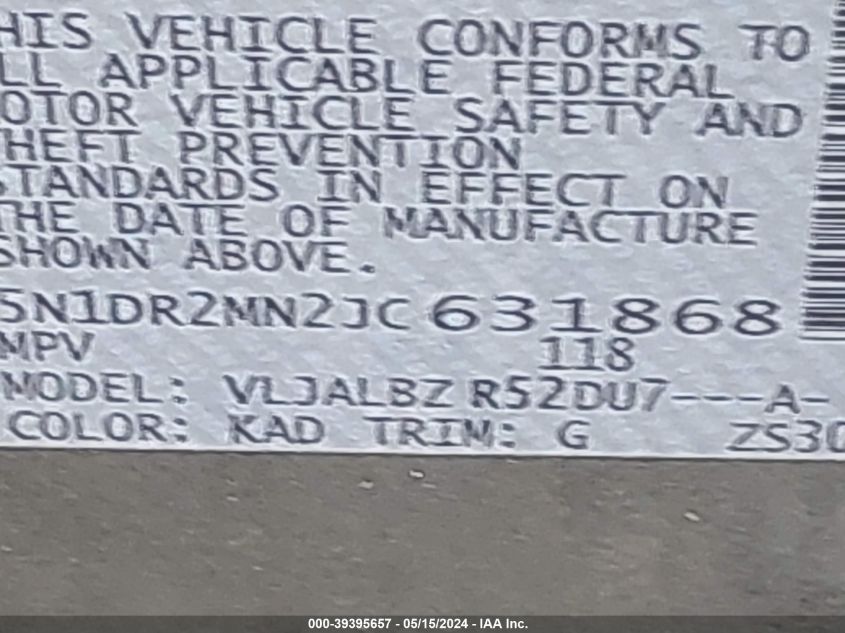 HIS VEHICLE CONFORMS TO
LL APPLICABLE FEDERAL
OTOR VEHICLE SAFETY AND
HEFT PREVENTION
STANDARDS IN EFFECT ON
THE DATE OF MANUFACTURE
SHOWN ABOVE.
5N1DR2MN2JC631868
MPV 118
MODEL: VLJALBZ R52DU7---A-
COLOR: KAD TRIM: G ZS30
000-39395657 - 05/15/2024 - IAA Inc.